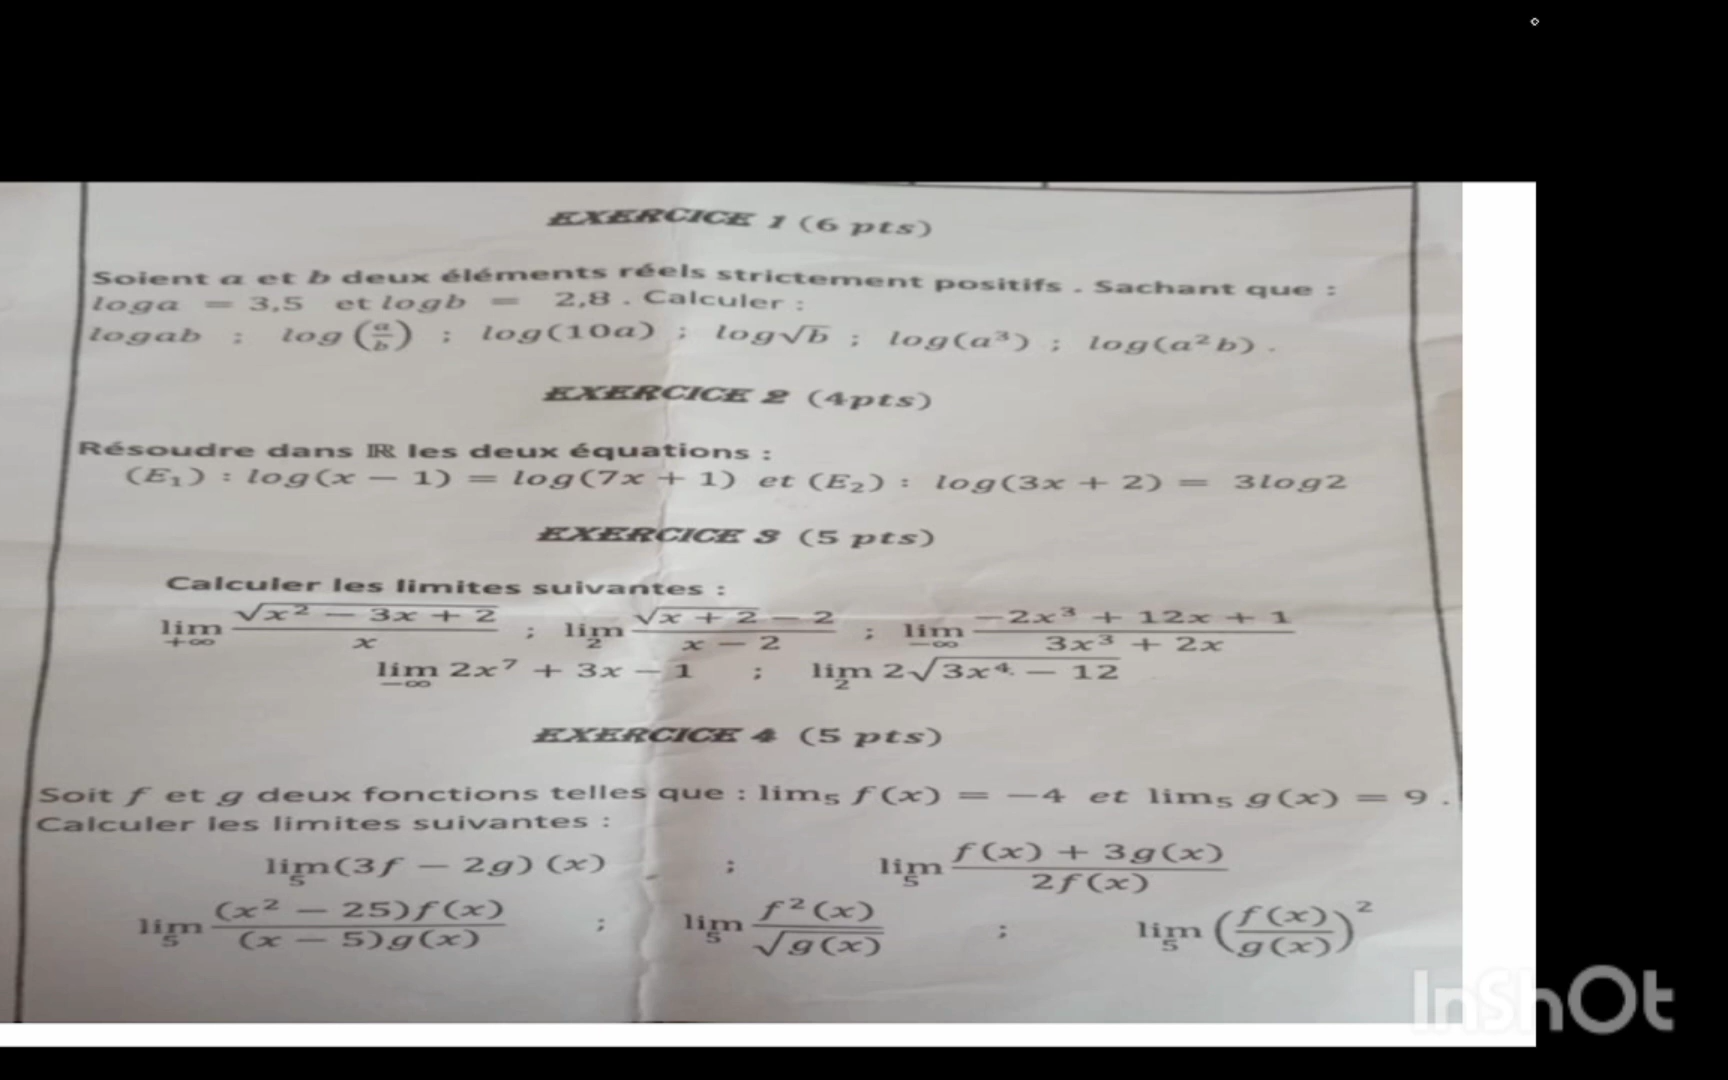 EXERCICE 1 (6 pts)
Soient a et b deux éléments réels strictement positifs . Sachant que :
loga = 3,5 et logb = 2,8 . Calculer :
logab ; log(a/b) ; log(10a) ; log√b ; log(a³) ; log(a²b) .
EXERCICE 2 (4pts)
Résoudre dans ℝ les deux équations :
(E₁) : log(x − 1) = log(7x + 1) et (E₂) : log(3x + 2) = 3log2
EXERCICE 3 (5 pts)
Calculer les limites suivantes :
lim +∞ √(x² − 3x + 2) / x ; lim 2 (√(x + 2) − 2) / (x − 2) ; lim −∞ (−2x³ + 12x + 1) / (3x³ + 2x)
lim −∞ 2x⁷ + 3x − 1 ; lim 2 2√(3x⁴ − 12)
EXERCICE 4 (5 pts)
Soit f et g deux fonctions telles que : lim₅ f(x) = −4 et lim₅ g(x) = 9 .
Calculer les limites suivantes :
lim 5 (3f − 2g) (x) ; lim 5 (f(x) + 3g(x)) / 2f(x)
lim 5 (x² − 25)f(x) / (x − 5)g(x) ; lim 5 f²(x) / √g(x) ; lim 5 (f(x)/g(x))²
InShOt